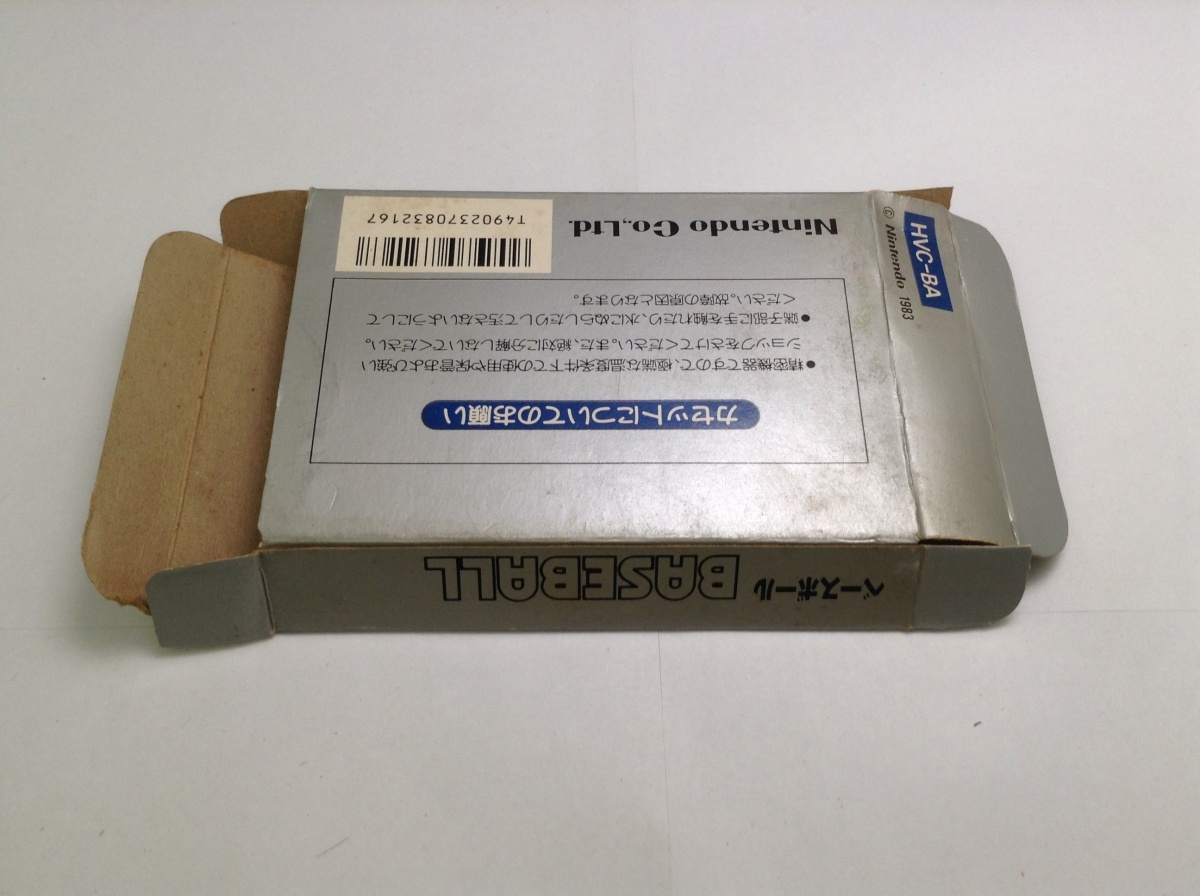 BASEBALL ベースボール
カセットについてのお願い
●精密機器ですので、極端な温度条件下での使用や保管および強い
ショックをさけてください。また、絶対に分解しないでください。
●端子部に手を触れたり、水にぬらしたりして汚さないようにして
ください。故障の原因となります。
Nintendo Co.,Ltd.
T4902370832167
HVC-BA
© Nintendo 1983